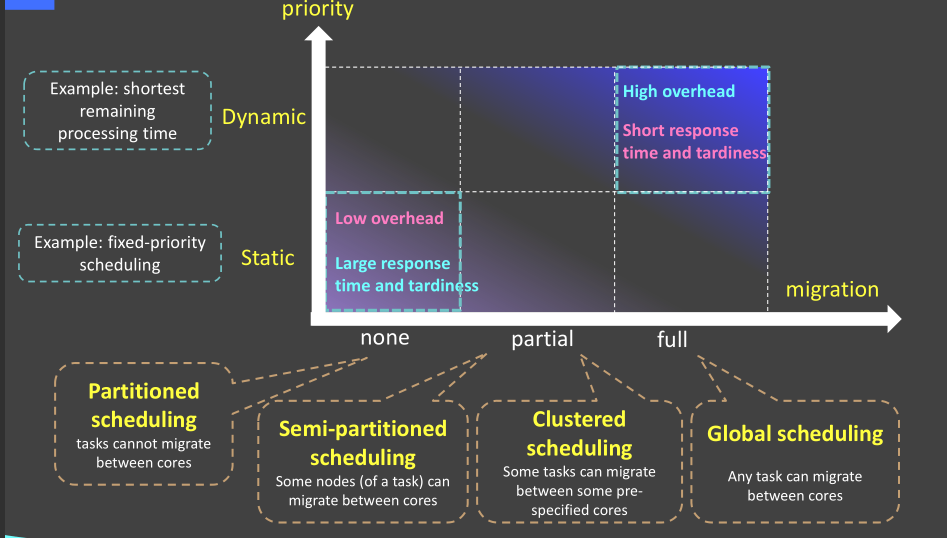 priority
Example: shortest
remaining
processing time
Dynamic
High overhead
Short response
time and tardiness
Example: fixed-priority
scheduling
Static
Low overhead
Large response
time and tardiness
migration
none
partial
full
Partitioned
scheduling
tasks cannot migrate
between cores
Semi-partitioned
scheduling
Some nodes (of a task) can
migrate between cores
Clustered
scheduling
Some tasks can migrate
between some pre-
specified cores
Global scheduling
Any task can migrate
between cores